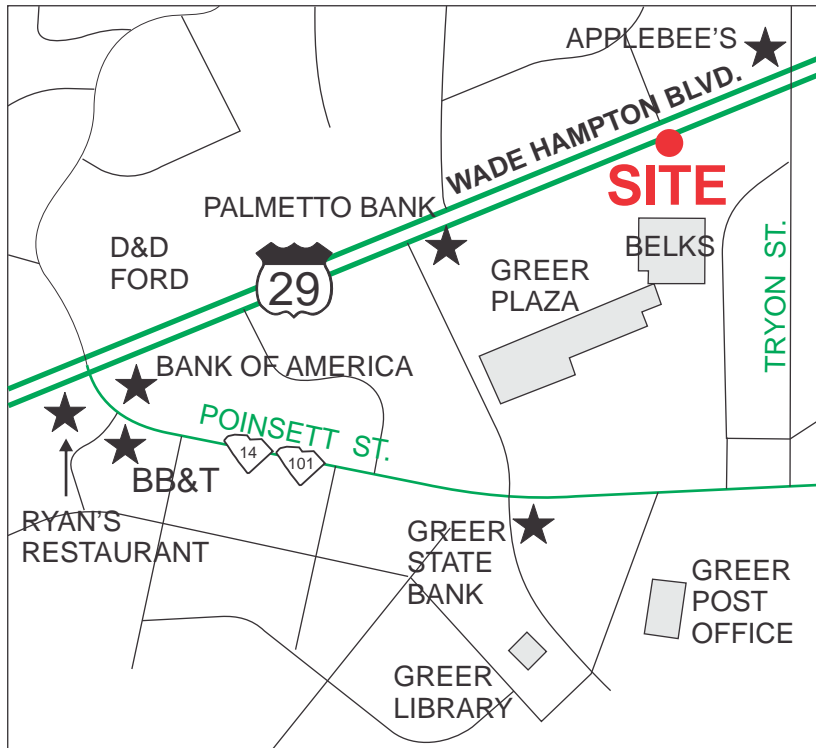 APPLEBEE'S
WADE HAMPTON BLVD.
SITE
PALMETTO BANK
D&D
FORD
29
BELKS
GREER
PLAZA
TRYON ST.
BANK OF AMERICA
POINSETT ST.
14
101
BB&T
RYAN'S
RESTAURANT
GREER
STATE
BANK
GREER
POST
OFFICE
GREER
LIBRARY